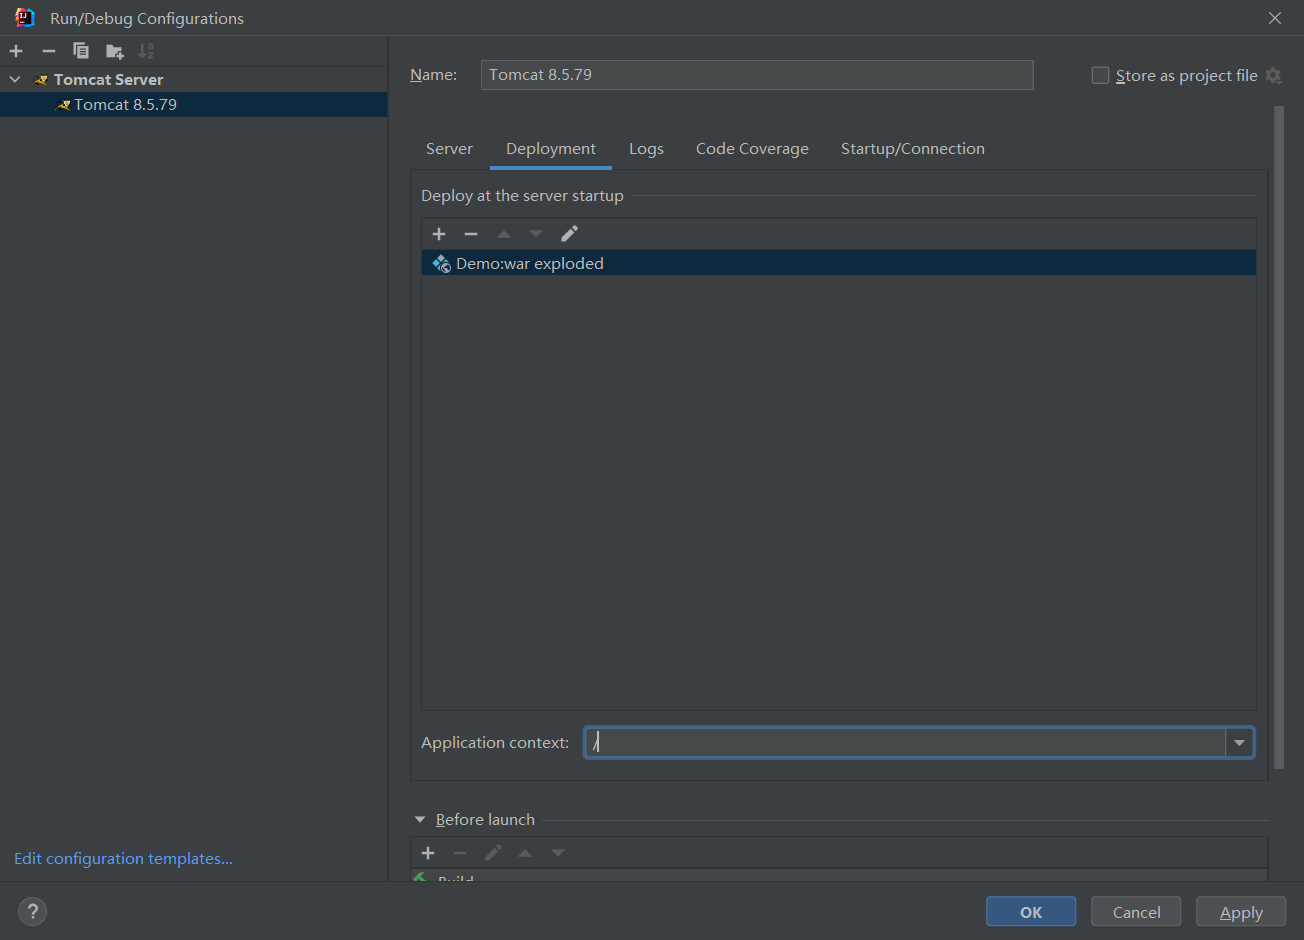 Run/Debug Configurations
Tomcat Server
Tomcat 8.5.79
Name: Tomcat 8.5.79 Store as project file
Server Deployment Logs Code Coverage Startup/Connection
Deploy at the server startup
Demo:war exploded
Application context: /
Before launch
Build
Edit configuration templates...
? OK Cancel Apply